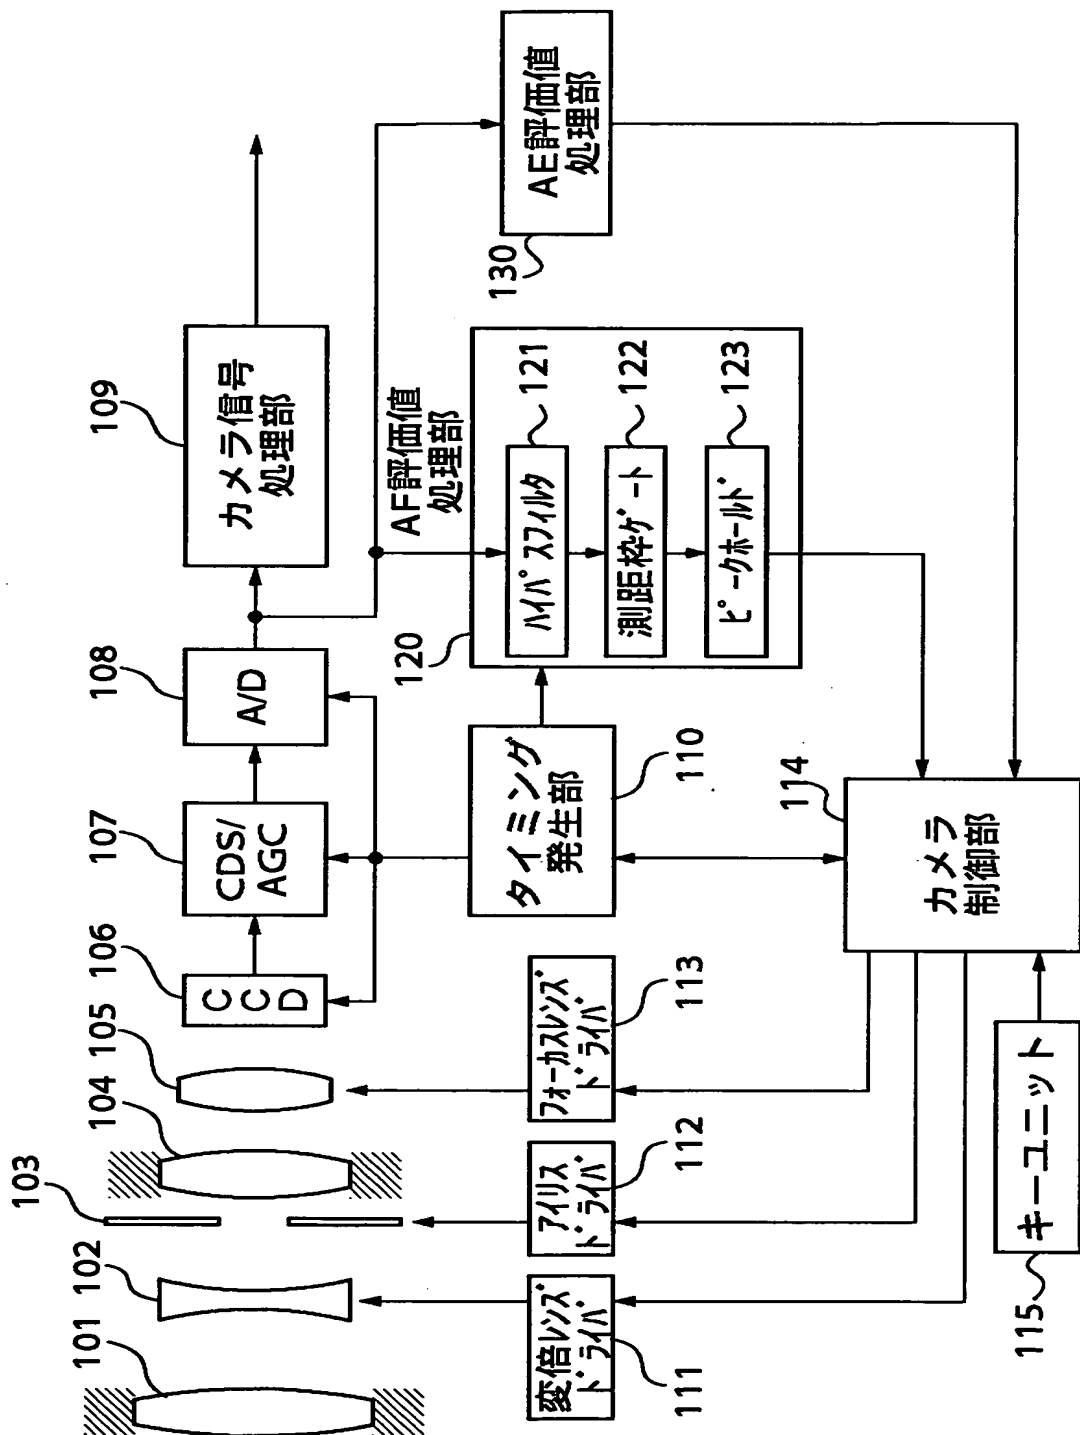 101
102
103
104
105
106
107
108
109
C
C
D
CDS/
AGC
A/D
カメラ信号
処理部
変倍レンズ
ドライバ
111
アイリス
ドライバ
112
フォーカスレンズ
ドライバ
113
タイミング
発生部
110
AF評価値
処理部
120
ハイパスフィルタ
121
測距枠ゲート
122
ピークホールド
123
AE評価値
処理部
130
カメラ
制御部
114
キーユニット
115